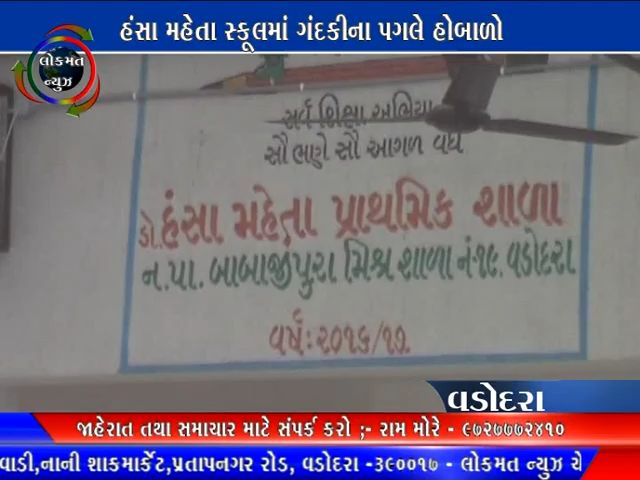 હંસા મહેતા સ્કૂલમાં ગંદકીના પગલે હોબાળો
લોકમત
ન્યુઝ
સર્વ શિક્ષા અભિયા
સૌ ભણે સૌ આગળ વધે
ડો. હંસા મહેતા પ્રાથમિક શાળા
ન.પા. બાબાજીપુરા મિશ્ર શાળા નં-૧૯. વડોદરા
વર્ષ: ૨૦૧૬/૧૭.
વડોદરા
જાહેરાત તથા સમાચાર માટે સંપર્ક કરો ;- રામ મોરે - ૯૭૨૭૭૭૨૪૧૦
વાડી,નાની શાકમાર્કેટ,પ્રતાપનગર રોડ, વડોદરા -૩૯૦૦૧૭ - લોકમત ન્યુઝ ચે